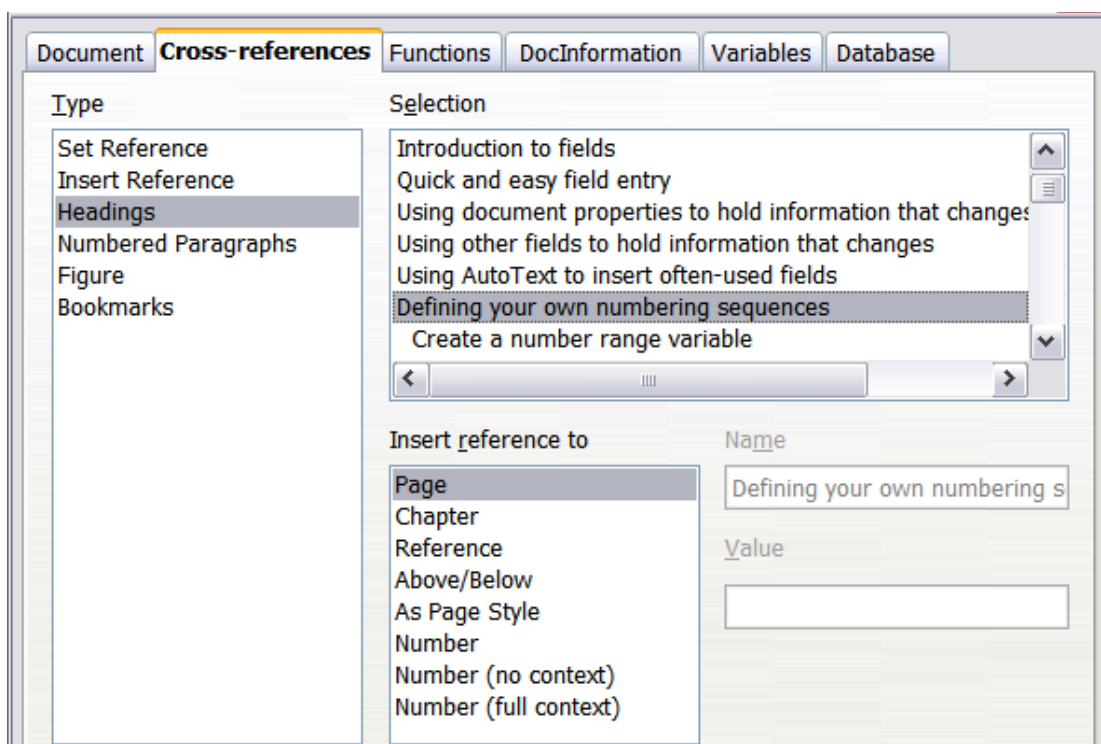 Document Cross-references Functions DocInformation Variables Database
Type
Set Reference
Insert Reference
Headings
Numbered Paragraphs
Figure
Bookmarks
Selection
Introduction to fields
Quick and easy field entry
Using document properties to hold information that changes
Using other fields to hold information that changes
Using AutoText to insert often-used fields
Defining your own numbering sequences
Create a number range variable
Insert reference to
Page
Chapter
Reference
Above/Below
As Page Style
Number
Number (no context)
Number (full context)
Name
Defining your own numbering s
Value